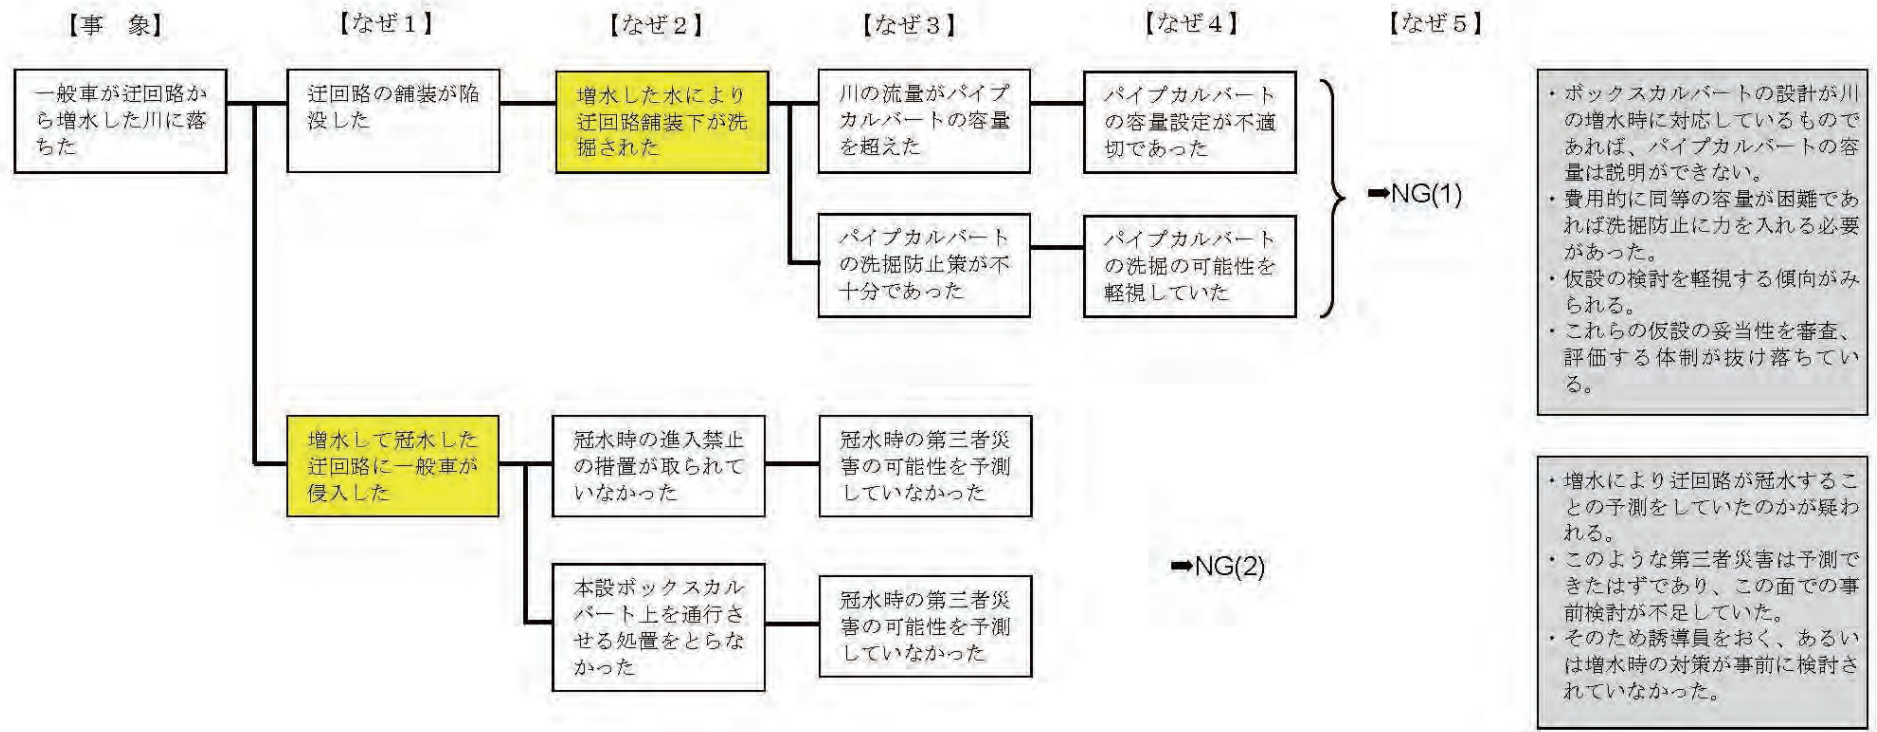 【事　象】
【なぜ１】
【なぜ２】
【なぜ３】
【なぜ４】
【なぜ５】
一般車が迂回路か
ら増水した川に落
ちた
迂回路の舗装が陥
没した
増水した水により
迂回路舗装下が洗
掘された
川の流量がパイプ
カルバートの容量
を超えた
パイプカルバート
の容量設定が不適
切であった
パイプカルバート
の洗掘防止策が不
十分であった
パイプカルバート
の洗掘の可能性を
軽視していた
➡NG(1)
・ボックスカルバートの設計が川
の増水時に対応しているもので
あれば、パイプカルバートの容
量は説明ができない。
・費用的に同等の容量が困難であ
れば洗掘防止に力を入れる必要
があった。
・仮設の検討を軽視する傾向がみ
られる。
・これらの仮設の妥当性を審査、
評価する体制が抜け落ちてい
る。
増水して冠水した
迂回路に一般車が
侵入した
冠水時の進入禁止
の措置が取られて
いなかった
冠水時の第三者災
害の可能性を予測
していなかった
本設ボックスカル
バート上を通行さ
せる処置をとらな
かった
冠水時の第三者災
害の可能性を予測
していなかった
➡NG(2)
・増水により迂回路が冠水するこ
との予測をしていたのかが疑わ
れる。
・このような第三者災害は予測で
きたはずであり、この面での事
前検討が不足していた。
・そのため誘導員をおく、あるい
は増水時の対策が事前に検討さ
れていなかった。